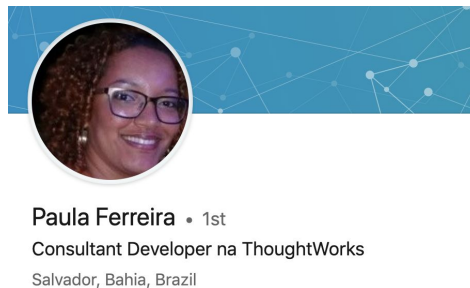 Paula Ferreira • 1st
Consultant Developer na ThoughtWorks
Salvador, Bahia, Brazil